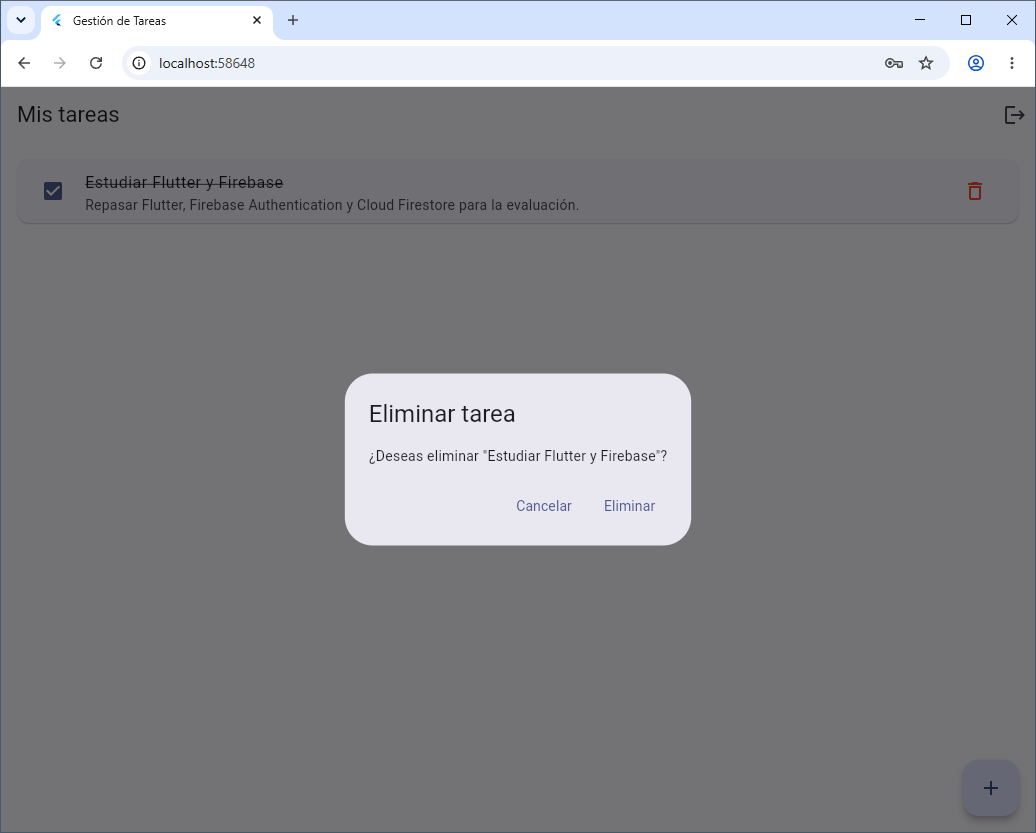 Gestión de Tareas
localhost:58648
Mis tareas
Estudiar Flutter y Firebase
Repasar Flutter, Firebase Authentication y Cloud Firestore para la evaluación.
Eliminar tarea
¿Deseas eliminar "Estudiar Flutter y Firebase"?
Cancelar Eliminar